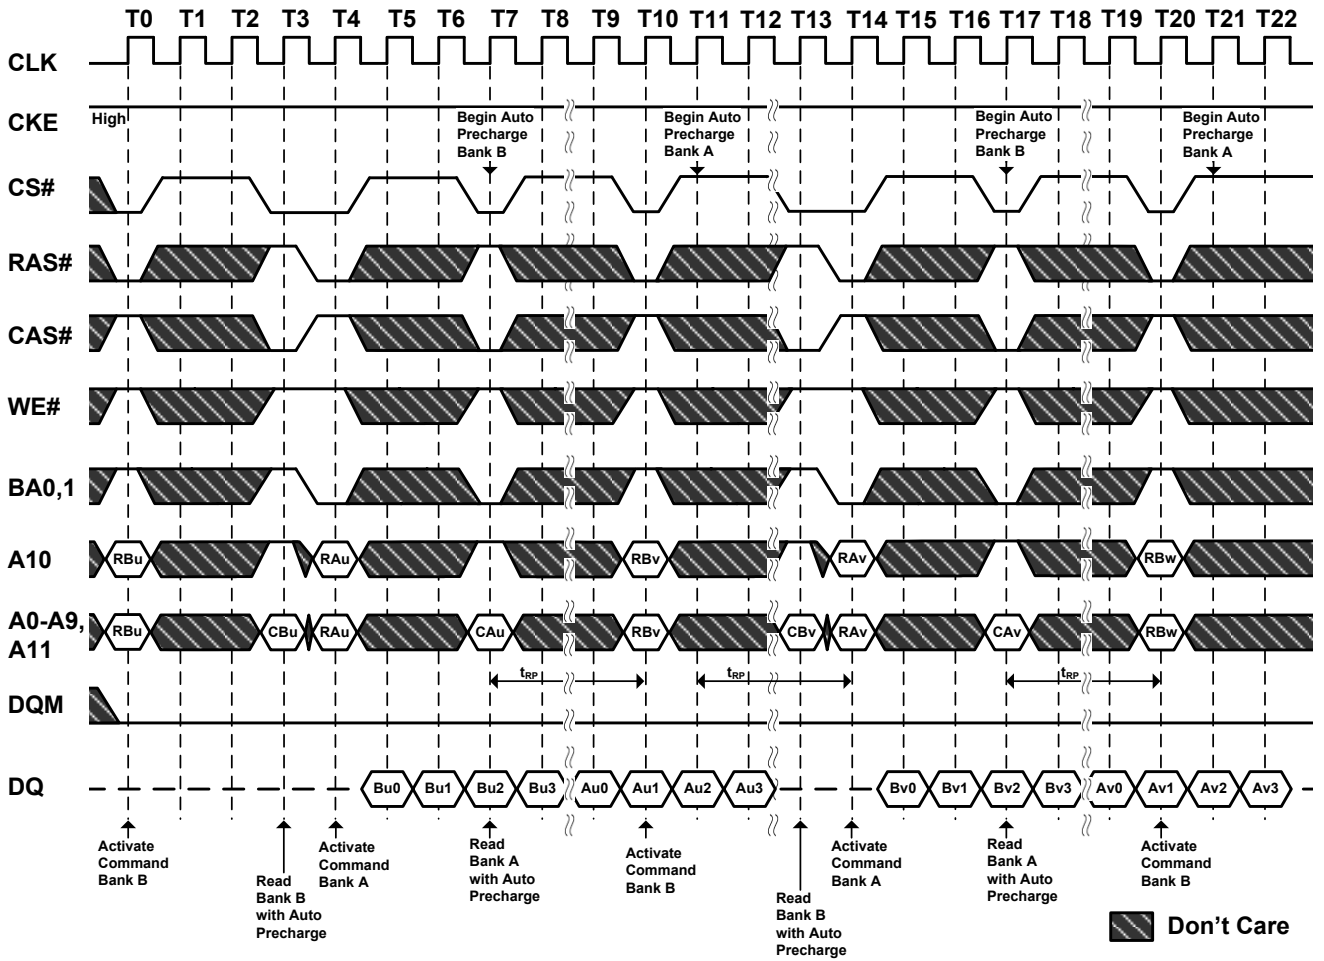 T0 T1 T2 T3 T4 T5 T6 T7 T8 T9 T10 T11 T12 T13 T14 T15 T16 T17 T18 T19 T20 T21 T22
CLK
CKE
High
Begin Auto
Precharge
Bank B
Begin Auto
Precharge
Bank A
Begin Auto
Precharge
Bank B
Begin Auto
Precharge
Bank A
CS#
RAS#
CAS#
WE#
BA0,1
A10
RBu RAu RBv RAv RBw
A0-A9,
A11
RBu CBu RAu CAu RBv CBv RAv CAv RBw
tRP tRP tRP
DQM
DQ
Bu0 Bu1 Bu2 Bu3 Au0 Au1 Au2 Au3 Bv0 Bv1 Bv2 Bv3 Av0 Av1 Av2 Av3
Activate
Command
Bank B
Read
Bank B
with Auto
Precharge
Activate
Command
Bank A
Read
Bank A
with Auto
Precharge
Activate
Command
Bank B
Read
Bank B
with Auto
Precharge
Activate
Command
Bank A
Read
Bank A
with Auto
Precharge
Activate
Command
Bank B
Don't Care